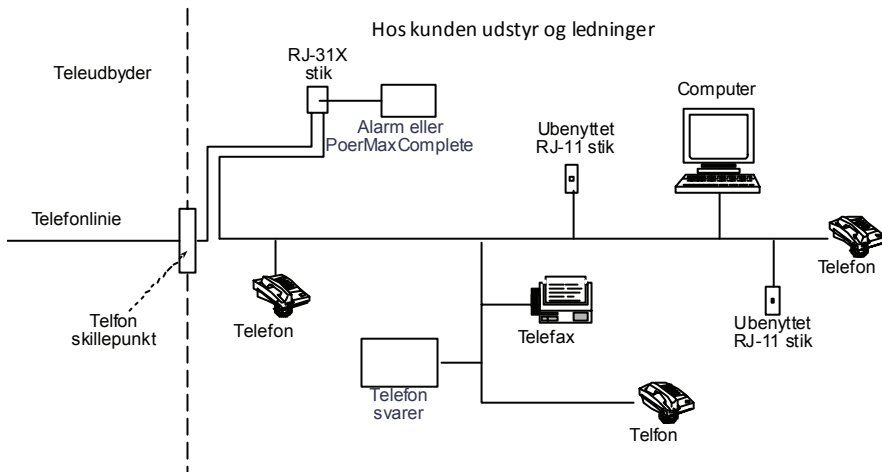 Hos kunden udstyr og ledninger
Teleudbyder
RJ-31X
stik
Alarm eller
PoerMaxComplete
Computer
Ubenyttet
RJ-11 stik
Telefonlinie
Telfon
skillepunkt
Telefon
Telefax
Telefon
Ubenyttet
RJ-11 stik
Telefon
svarer
Telfon